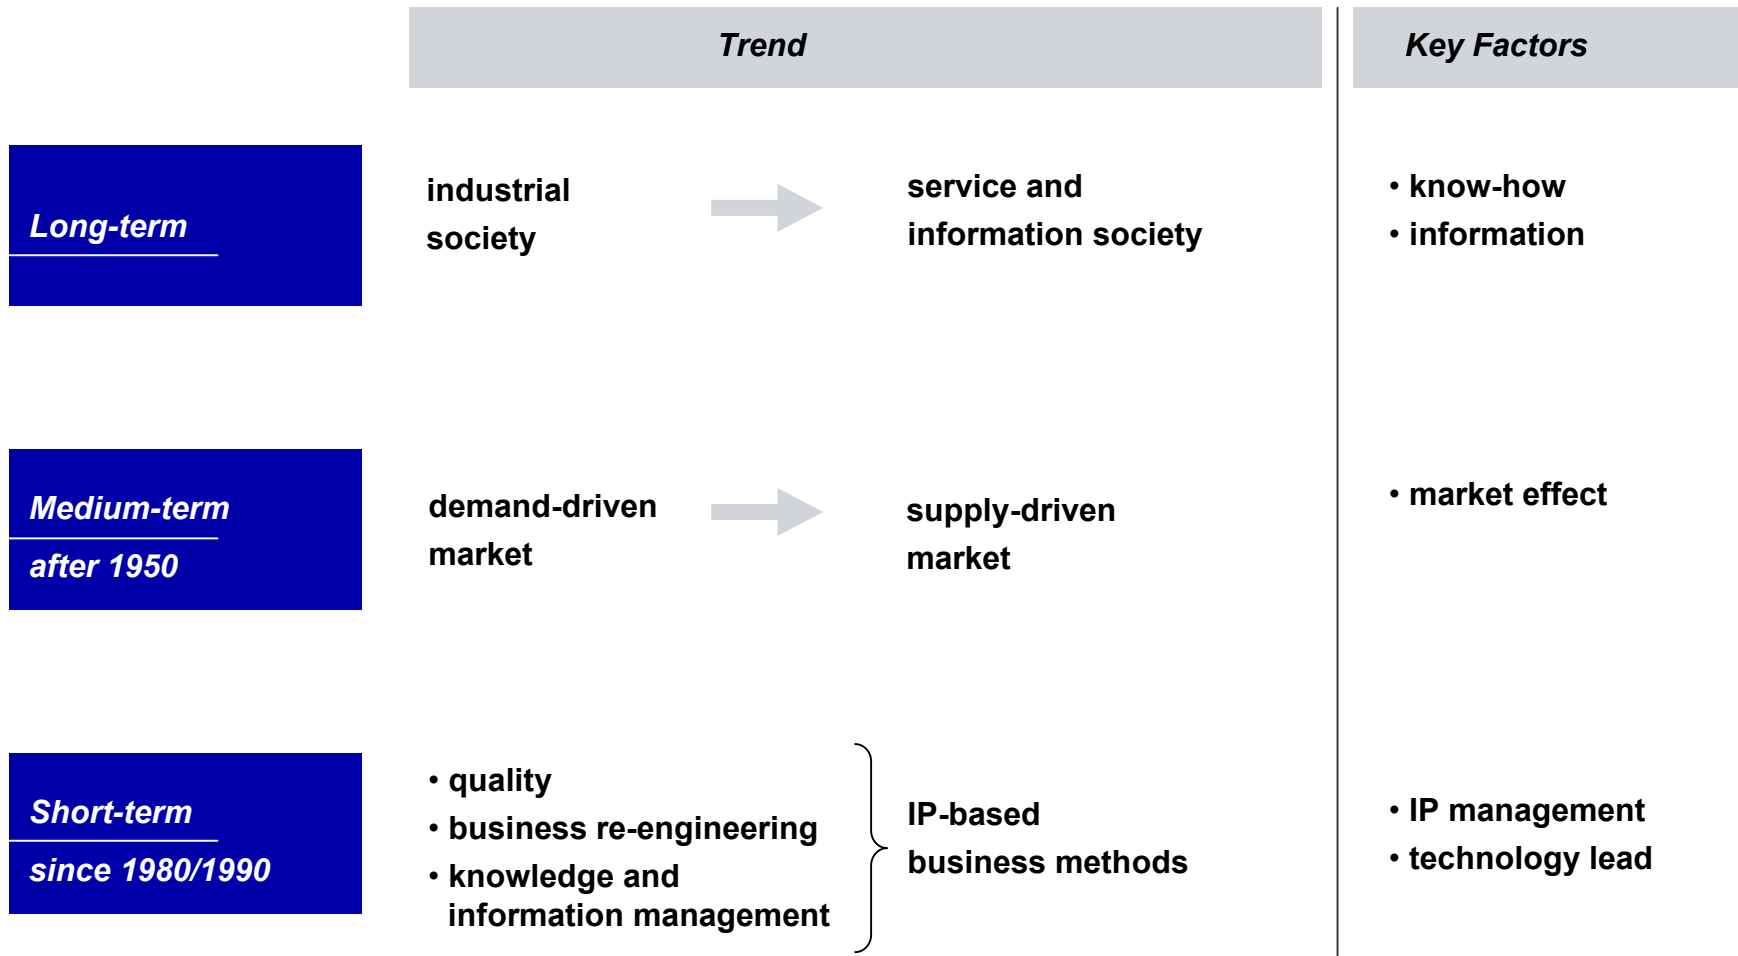 Trend
Key Factors
Long-term
industrial
society
service and
information society
• know-how
• information
Medium-term
after 1950
demand-driven
market
supply-driven
market
• market effect
Short-term
since 1980/1990
• quality
• business re-engineering
• knowledge and
information management
IP-based
business methods
• IP management
• technology lead